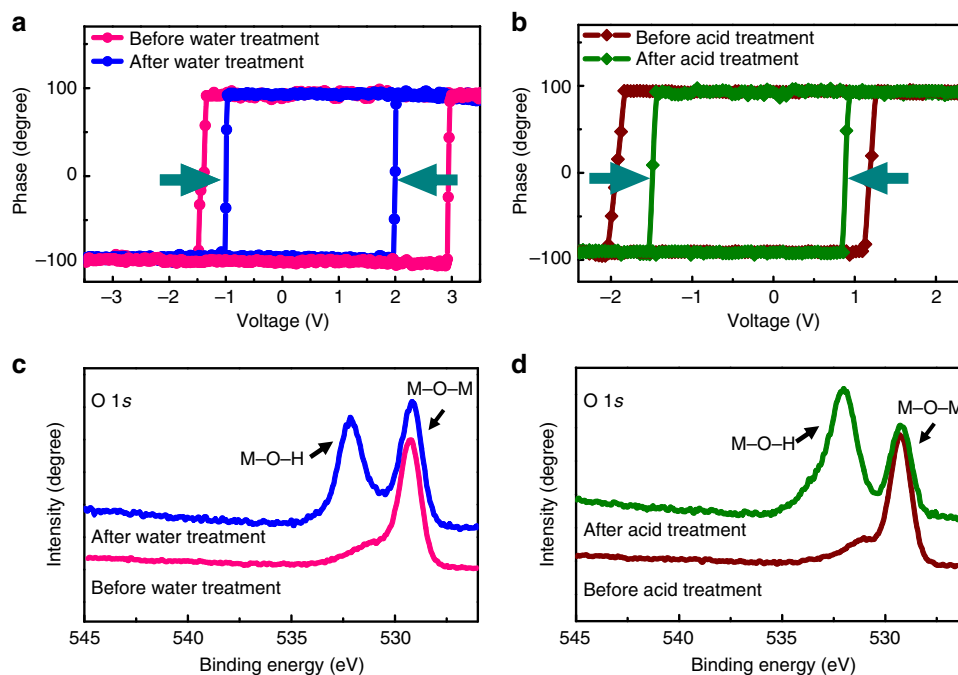 a
Before water treatment
After water treatment
Phase (degree)
100
0
–100
–3
–2
–1
0
1
2
3
Voltage (V)
b
Before acid treatment
After acid treatment
Phase (degree)
100
0
–100
–2
–1
0
1
2
Voltage (V)
c
O 1s
M–O–M
M–O–H
After water treatment
Before water treatment
Intensity (degree)
545
540
535
530
Binding energy (eV)
d
O 1s
M–O–M
M–O–H
After acid treatment
Before acid treatment
Intensity (degree)
545
540
535
530
Binding energy (eV)